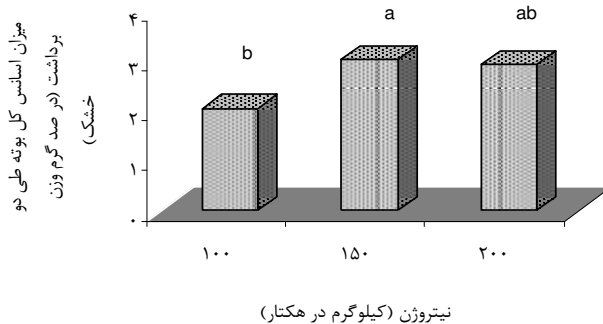 میزان اسانس کل بوته طی دو
برداشت (در صد گرم وزن
خشک)
۴
۳
۲
۱
۰
b
a
ab
۱۰۰
۱۵۰
۲۰۰
نیتروژن (کیلوگرم در هکتار)